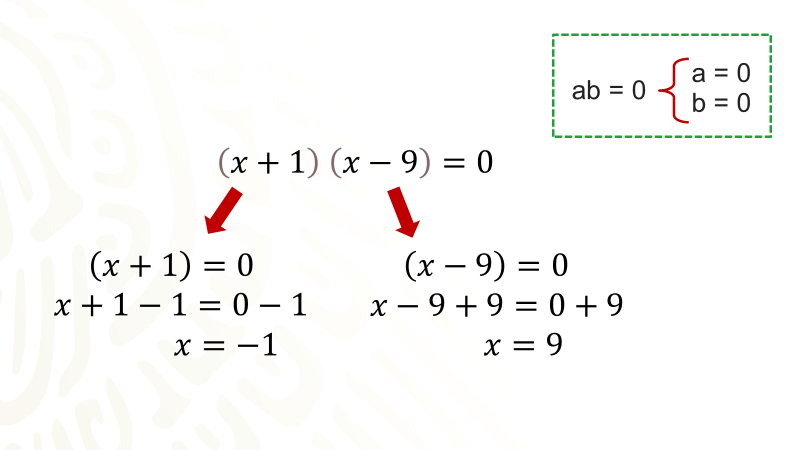 ab = 0
a = 0
b = 0
(x + 1) (x − 9) = 0
(x + 1) = 0
x + 1 − 1 = 0 − 1
x = −1
(x − 9) = 0
x − 9 + 9 = 0 + 9
x = 9